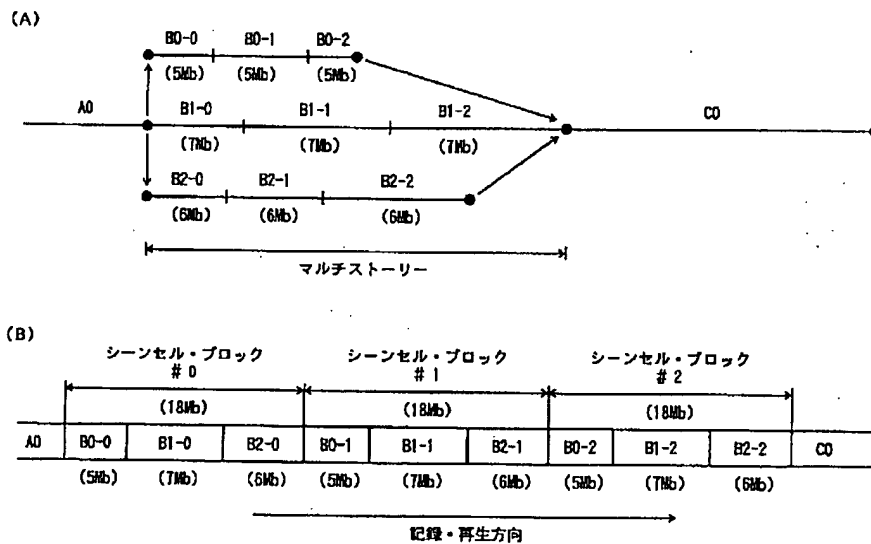 (A)
B0-0 B0-1 B0-2
(5Mb) (5Mb) (5Mb)
A0 B1-0 B1-1 B1-2 C0
(7Mb) (7Mb) (7Mb)
B2-0 B2-1 B2-2
(6Mb) (6Mb) (6Mb)
マルチストーリー
(B)
シーンセル・ブロック シーンセル・ブロック シーンセル・ブロック
#0 #1 #2
(18Mb) (18Mb) (18Mb)
A0 B0-0 B1-0 B2-0 B0-1 B1-1 B2-1 B0-2 B1-2 B2-2 C0
(5Mb) (7Mb) (6Mb) (5Mb) (7Mb) (6Mb) (5Mb) (7Mb) (6Mb)
記録・再生方向